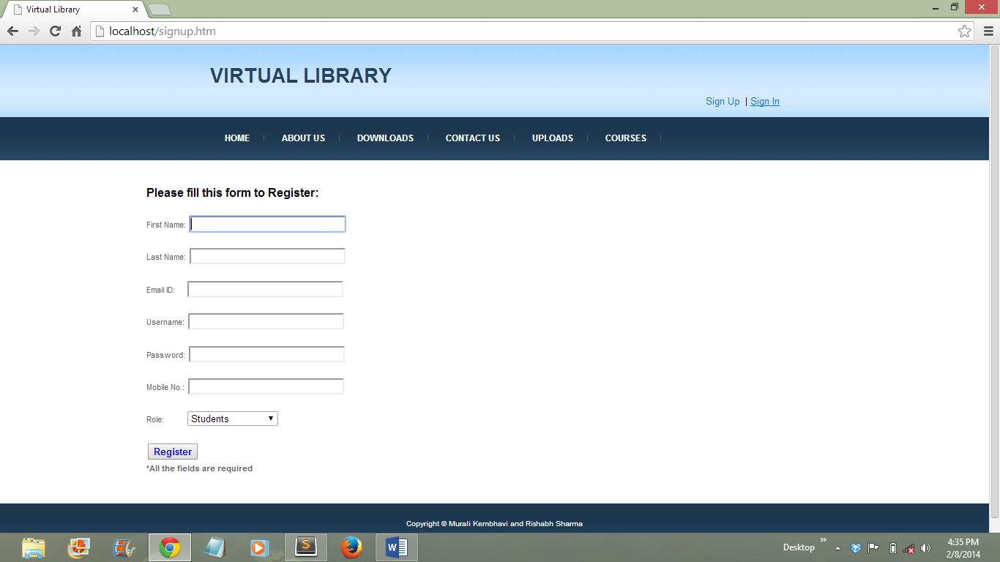 Virtual Library
localhost/signup.htm
VIRTUAL LIBRARY
Sign Up | Sign In
HOME ABOUT US DOWNLOADS CONTACT US UPLOADS COURSES
Please fill this form to Register:
First Name:
Last Name:
Email ID:
Username:
Password:
Mobile No.:
Role: Students
Register
*All the fields are required
Copyright © Murali Kembhavi and Rishabh Sharma
Desktop
4:35 PM
2/8/2014